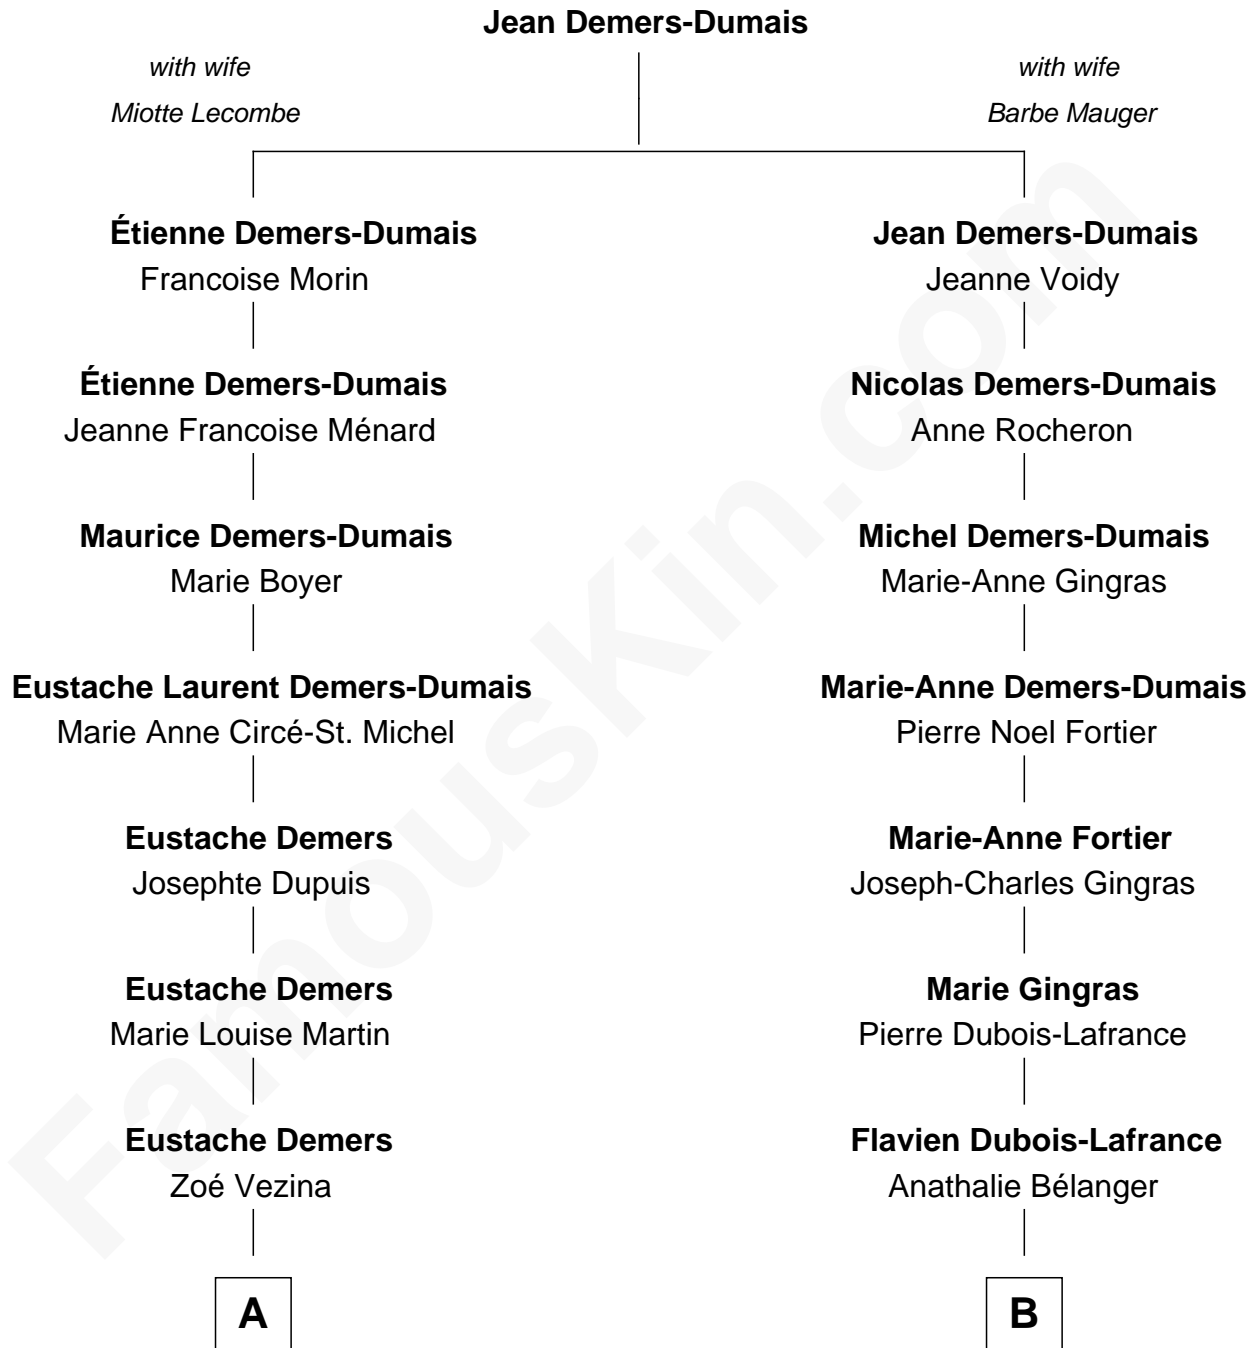 Jean Demers-Dumais
with wife
Miotte Lecombe
with wife
Barbe Mauger
Étienne Demers-Dumais
Francoise Morin
Étienne Demers-Dumais
Jeanne Francoise Ménard
Maurice Demers-Dumais
Marie Boyer
Eustache Laurent Demers-Dumais
Marie Anne Circé-St. Michel
Eustache Demers
Josephte Dupuis
Eustache Demers
Marie Louise Martin
Eustache Demers
Zoé Vezina
A
Jean Demers-Dumais
Jeanne Voidy
Nicolas Demers-Dumais
Anne Rocheron
Michel Demers-Dumais
Marie-Anne Gingras
Marie-Anne Demers-Dumais
Pierre Noel Fortier
Marie-Anne Fortier
Joseph-Charles Gingras
Marie Gingras
Pierre Dubois-Lafrance
Flavien Dubois-Lafrance
Anathalie Bélanger
B
FamousKin.com